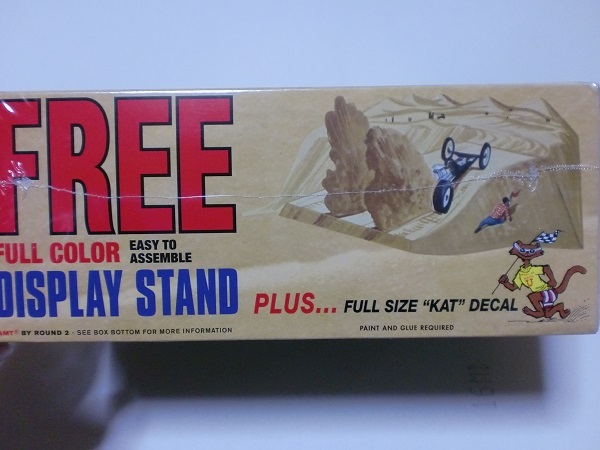 FREE
FULL COLOR EASY TO ASSEMBLE
DISPLAY STAND
PLUS... FULL SIZE "KAT" DECAL
AMT® BY ROUND 2 - SEE BOX BOTTOM FOR MORE INFORMATION
PAINT AND GLUE REQUIRED